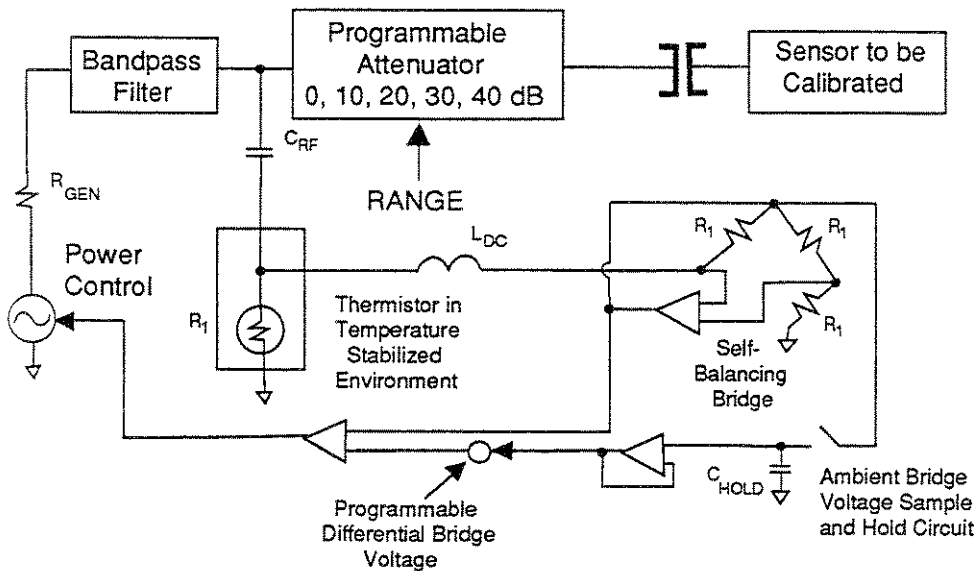 Bandpass
Filter
Programmable
Attenuator
0, 10, 20, 30, 40 dB
Sensor to be
Calibrated
C_RF
RANGE
R_GEN
Power
Control
L_DC
R_1
R_1
R_1
R_1
Thermistor in
Temperature
Stabilized
Environment
Self-
Balancing
Bridge
C_HOLD
Ambient Bridge
Voltage Sample
and Hold Circuit
Programmable
Differential Bridge
Voltage